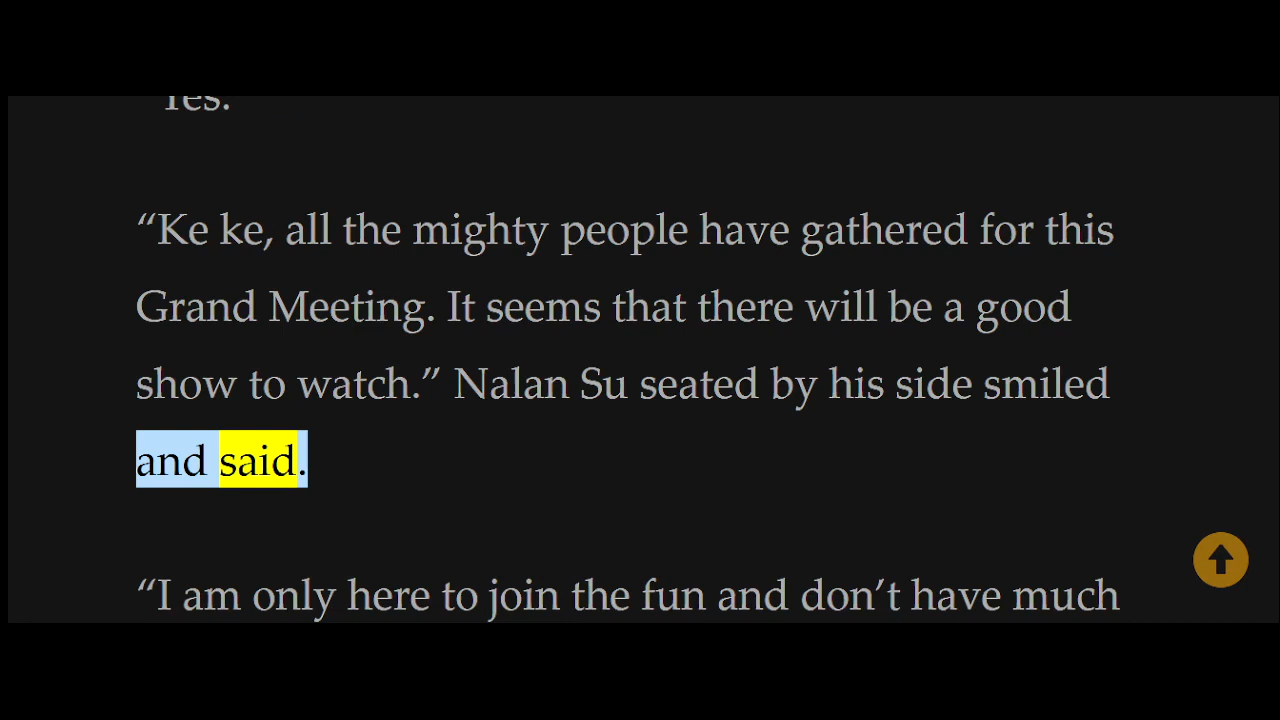 Yes.
“Ke ke, all the mighty people have gathered for this
Grand Meeting. It seems that there will be a good
show to watch.” Nalan Su seated by his side smiled
and said.
“I am only here to join the fun and don’t have much